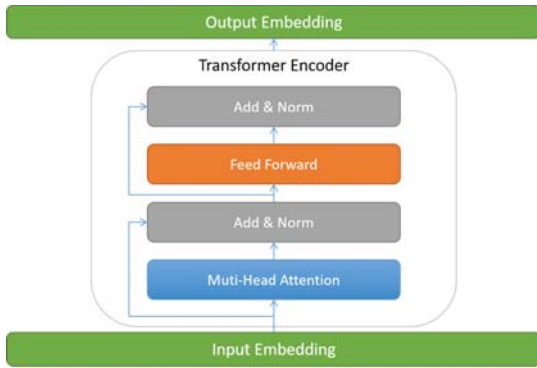 Output Embedding
Transformer Encoder
Add & Norm
Feed Forward
Add & Norm
Muti-Head Attention
Input Embedding